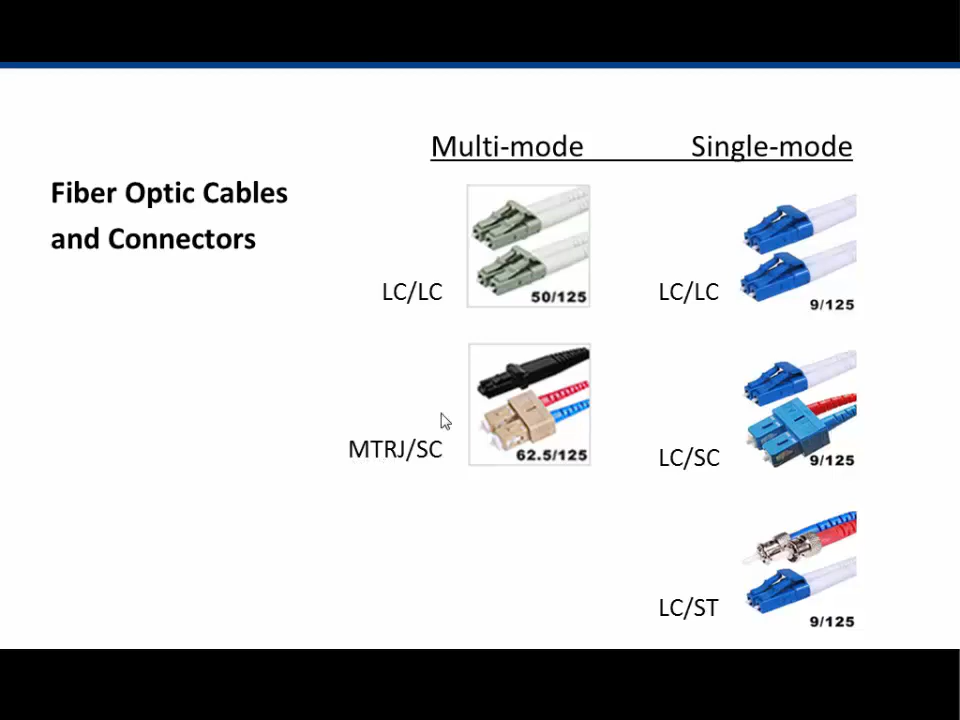 Multi-mode Single-mode
Fiber Optic Cables
and Connectors
LC/LC
50/125
LC/LC
9/125
MTRJ/SC
62.5/125
LC/SC
9/125
LC/ST
9/125